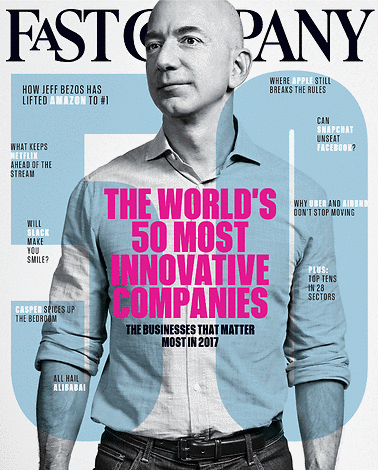 FAST COMPANY
HOW JEFF BEZOS HAS
LIFTED AMAZON TO #1
WHERE APPLE STILL
BREAKS THE RULES
CAN
SNAPCHAT
UNSEAT
FACEBOOK?
WHAT KEEPS
NETFLIX
AHEAD OF THE
STREAM
WHY UBER AND AIRBNB
DON'T STOP MOVING
THE WORLD'S
50 MOST
INNOVATIVE
COMPANIES
THE BUSINESSES THAT MATTER
MOST IN 2017
WILL
SLACK
MAKE
YOU
SMILE?
PLUS:
TOP TENS
IN 28
SECTORS
CASPER SPICES UP
THE BEDROOM
ALL HAIL
ALIBABA!
50